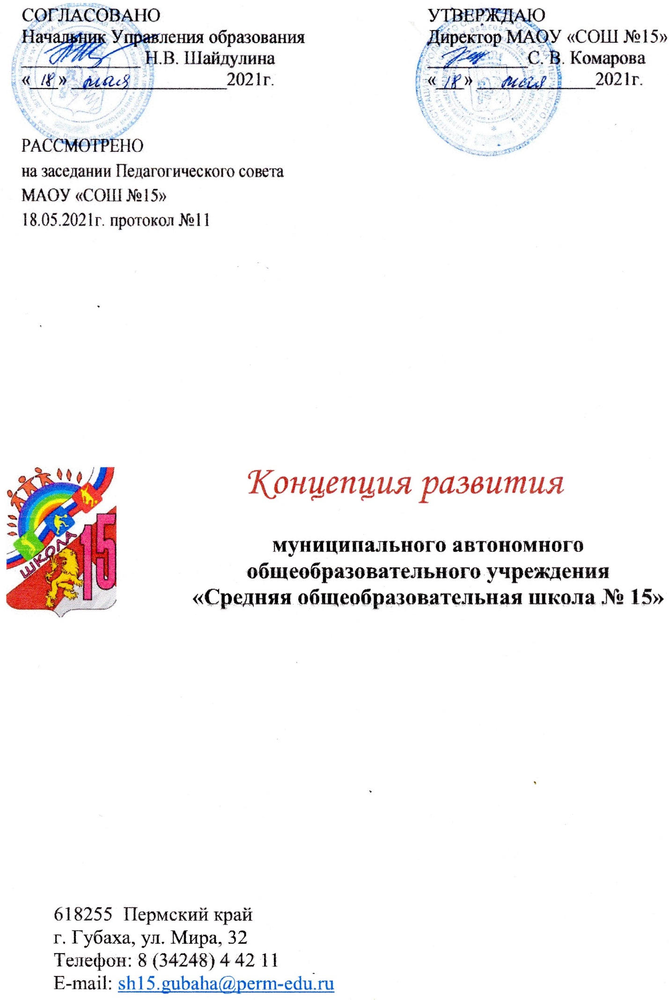 СОГЛАСОВАНО
Начальник Управления образования
Н.В. Шайдулина
«18» мая 2021г.
УТВЕРЖДАЮ
Директор МАОУ «СОШ №15»
С. В. Комарова
«18» мая 2021г.
РАССМОТРЕНО
на заседании Педагогического совета
МАОУ «СОШ №15»
18.05.2021г. протокол №11
ШКОЛА 15
Концепция развития
муниципального автономного
общеобразовательного учреждения
«Средняя общеобразовательная школа № 15»
618255 Пермский край
г. Губаха, ул. Мира, 32
Телефон: 8 (34248) 4 42 11
E-mail: sh15.gubaha@perm-edu.ru